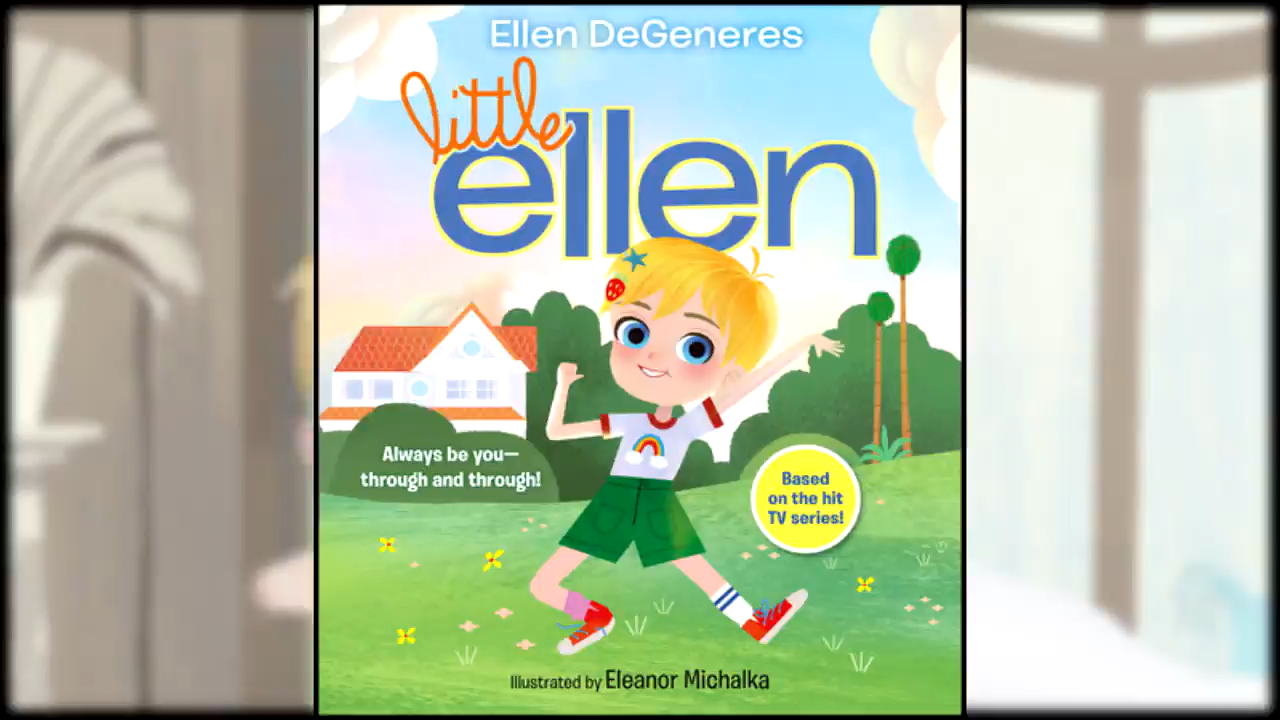 Ellen DeGeneres
little
ellen
Always be you—
through and through!
Based
on the hit
TV series!
Illustrated by Eleanor Michalka